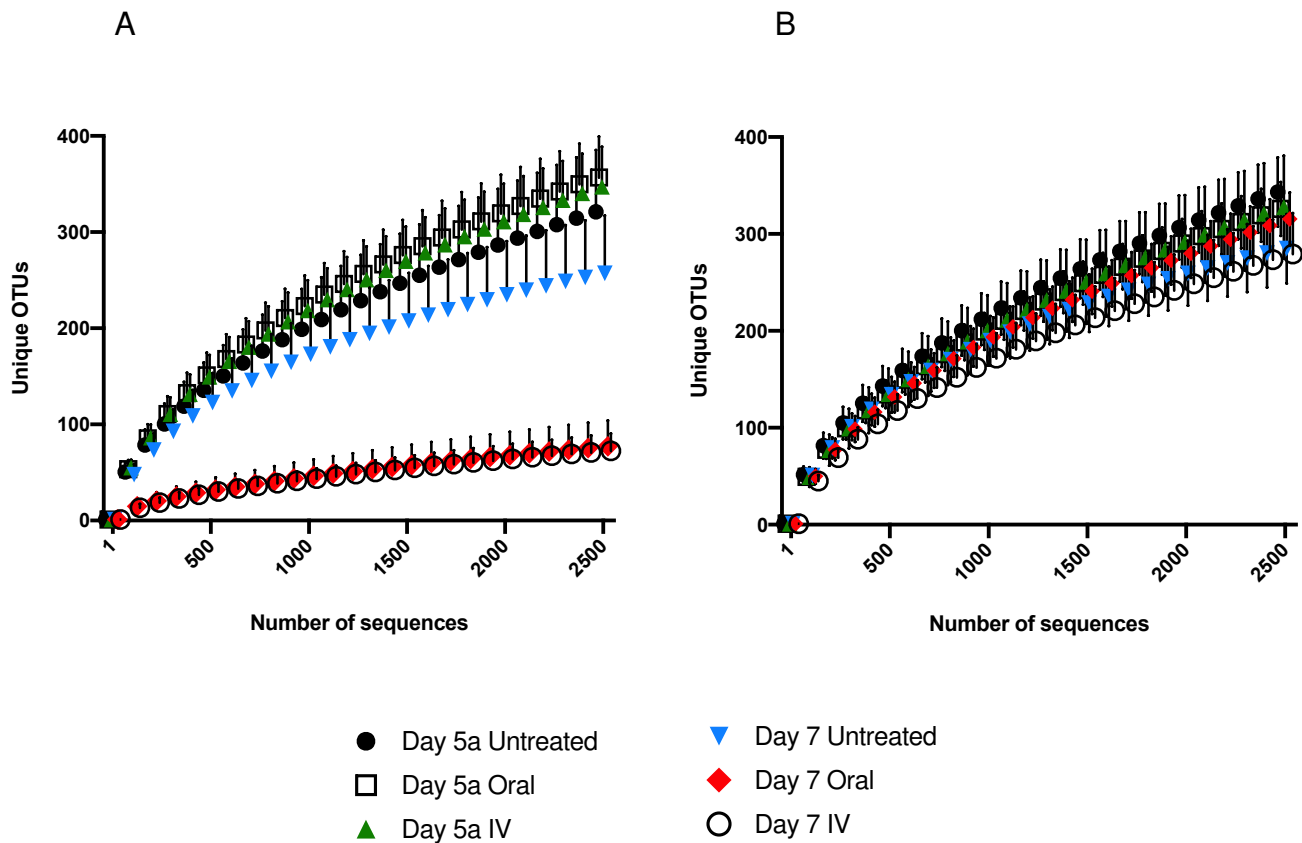 A
400
300
200
100
0
Unique OTUs
1
500
1000
1500
2000
2500
Number of sequences
B
400
300
200
100
0
Unique OTUs
1
500
1000
1500
2000
2500
Number of sequences
Day 5a Untreated
Day 5a Oral
Day 5a IV
Day 7 Untreated
Day 7 Oral
Day 7 IV